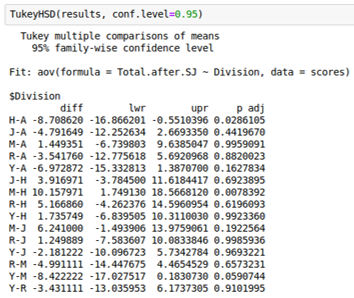 TukeyHSD(results, conf.level=0.95)
Tukey multiple comparisons of means
95% family-wise confidence level
Fit: aov(formula = Total.after.SJ ~ Division, data = scores)
$Division
diff lwr upr p adj
H-A -8.708620 -16.866201 -0.5510396 0.0286105
J-A -4.791649 -12.252634 2.6693350 0.4419670
M-A 1.449351 -6.739803 9.6385047 0.9959091
R-A -3.541760 -12.775618 5.6920968 0.8820023
Y-A -6.972872 -15.332813 1.3870700 0.1627834
J-H 3.916971 -3.784500 11.6184417 0.6923895
M-H 10.157971 1.749130 18.5668120 0.0078392
R-H 5.166860 -4.262376 14.5960954 0.6196093
Y-H 1.735749 -6.839505 10.3110030 0.9923360
M-J 6.241000 -1.493906 13.9759061 0.1922564
R-J 1.249889 -7.583607 10.0833846 0.9985936
Y-J -2.181222 -10.096723 5.7342784 0.9693221
R-M -4.991111 -14.447675 4.4654529 0.6573231
Y-M -8.422222 -17.027517 0.1830730 0.0590744
Y-R -3.431111 -13.035953 6.1737305 0.9101995